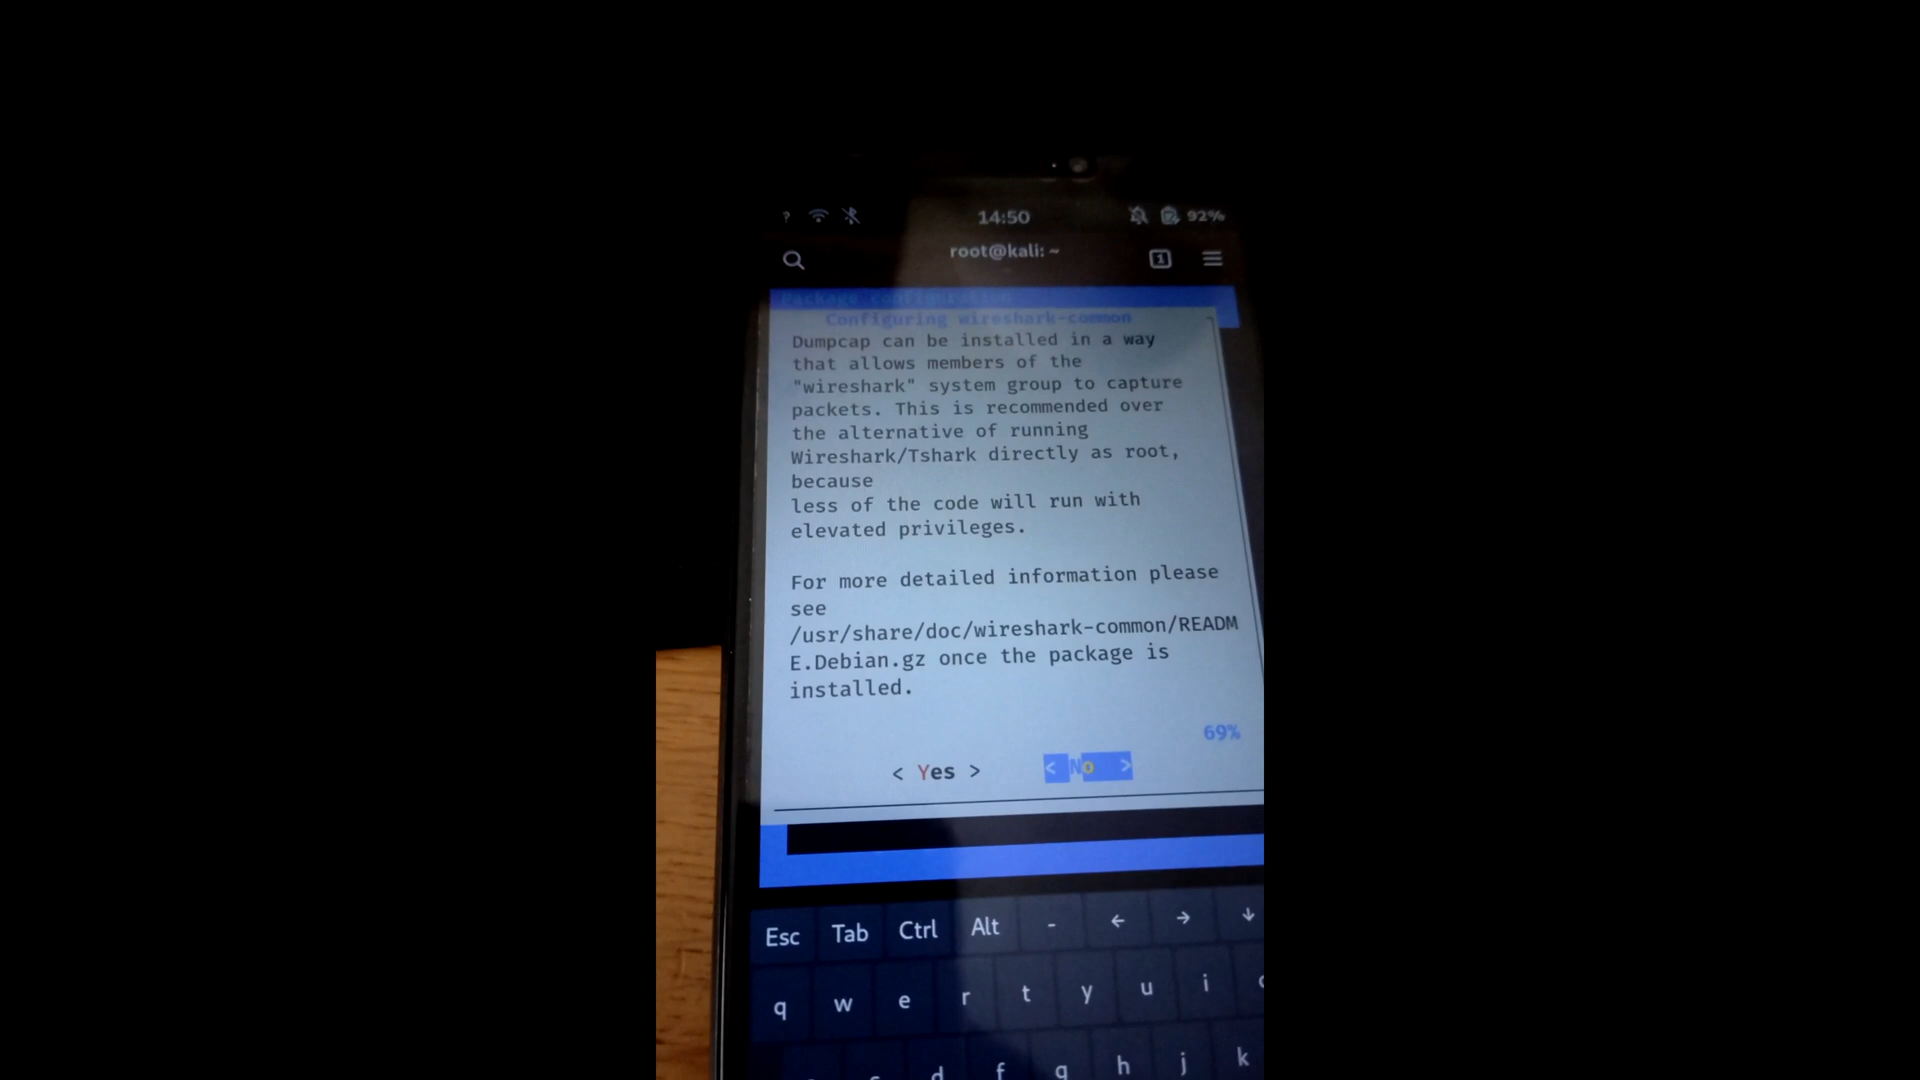 ? 14:50 92%
root@kali: ~
1
Package configuration
Configuring wireshark-common
Dumpcap can be installed in a way
that allows members of the
"wireshark" system group to capture
packets. This is recommended over
the alternative of running
Wireshark/Tshark directly as root,
because
less of the code will run with
elevated privileges.
For more detailed information please
see
/usr/share/doc/wireshark-common/READM
E.Debian.gz once the package is
installed.
69%
< Yes > < No >
Esc Tab Ctrl Alt - ← → ↓
q w e r t y u i
d f g h j k